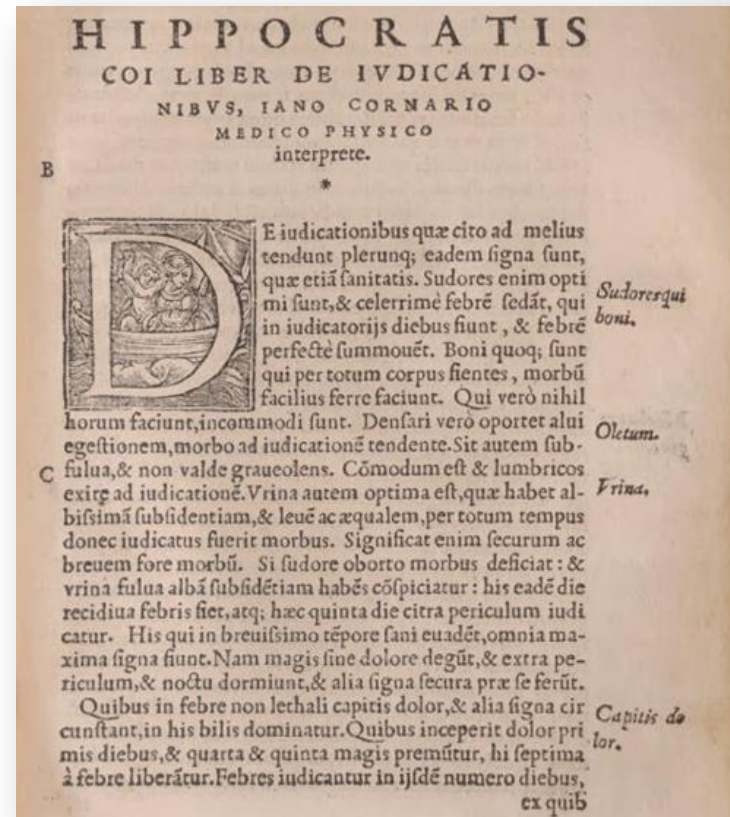 HIPPOCRATIS
COI LIBER DE IVDICATIO-
NIBVS, IANO CORNARIO
MEDICO PHYSICO
interprete.
B
*
DE iudicationibus quæ cito ad melius
tendunt plerunq; eadem signa sunt,
quæ etiã sanitatis. Sudores enim opti
mi sunt, & celerrimè febrẽ sedãt, qui
in iudicatorijs diebus fiunt, & febrẽ
perfectè summouẽt. Boni quoq; sunt
qui per totum corpus fientes, morbũ
facilius ferre faciunt. Qui verò nihil
Sudores qui
boni.
horum faciunt, incommodi sunt. Densari verò oportet alui
egestionem, morbo ad iudicationẽ tendente. Sit autem sub-
Oletum.
C fulua, & non valde graueolens. Cõmodum est & lumbricos
exire ad iudicationẽ. Vrina autem optima est, quæ habet al-
Vrina.
bissimã subsidentiam, & leuẽ ac æqualem, per totum tempus
donec iudicatus fuerit morbus. Significat enim securum ac
breuem fore morbũ. Si sudore oborto morbus deficiat: &
vrina fulua albã subsidẽtiam habẽs cõspiciatur: his eadẽ die
recidiua febris fiet, atq; hæc quinta die citra periculum iudi
catur. His qui in breuissimo tẽpore sani euadẽt, omnia ma-
xima signa fiunt. Nam magis sine dolore degũt, & extra pe-
riculum, & noctu dormiunt, & alia signa secura præ se ferũt.
Quibus in febre non lethali capitis dolor, & alia signa cir
cunstant, in his bilis dominatur. Quibus inceperit dolor pri
mis diebus, & quarta & quinta magis premũtur, hi septima
à febre liberãtur. Febres iudicantur in ijsdẽ numero diebus,
Capitis do
lor.
ex quib